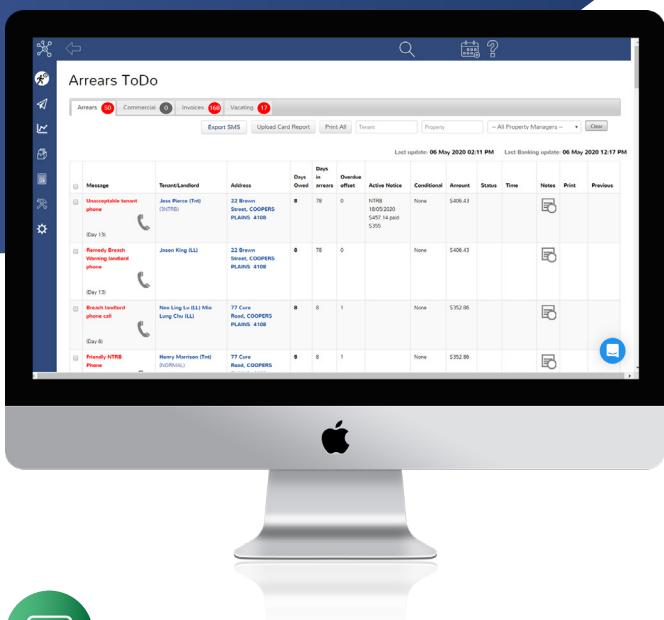 Arrears ToDo
Arrears 50 Commercial 0 Invoices 168 Vacating 17
Export SMS Upload Card Report Print All Tenant Property -- All Property Managers -- Clear
Last update: 06 May 2020 02:11 PM Last Banking update: 06 May 2020 12:17 PM
Message Tenant/Landlord Address Days Owed Days in arrears Overdue offset Active Notice Conditional Amount Status Time Notes Print Previous
Unacceptable tenant phone
(Day 13)
Jess Pierce (Tnt)
(3NTRB)
22 Brown
Street, COOPERS
PLAINS 4108
8 78 0
NTRB
18/05/2020
$457.14 paid
$355
None $406.43
Remedy Breach
Warning landlord
phone
(Day 13)
Jason King (LL)
22 Brown
Street, COOPERS
PLAINS 4108
8 78 0 None $406.43
Breach landlord
phone call
(Day 8)
Lung Chu (LL)
77 Cure
Road, COOPERS
PLAINS 4108
8 8 1 None $352.86
Friendly NTRB
Phone
Henry Morrison (Tnt)
(NORMAL)
77 Cure
Road, COOPERS
8 8 1 None $352.86